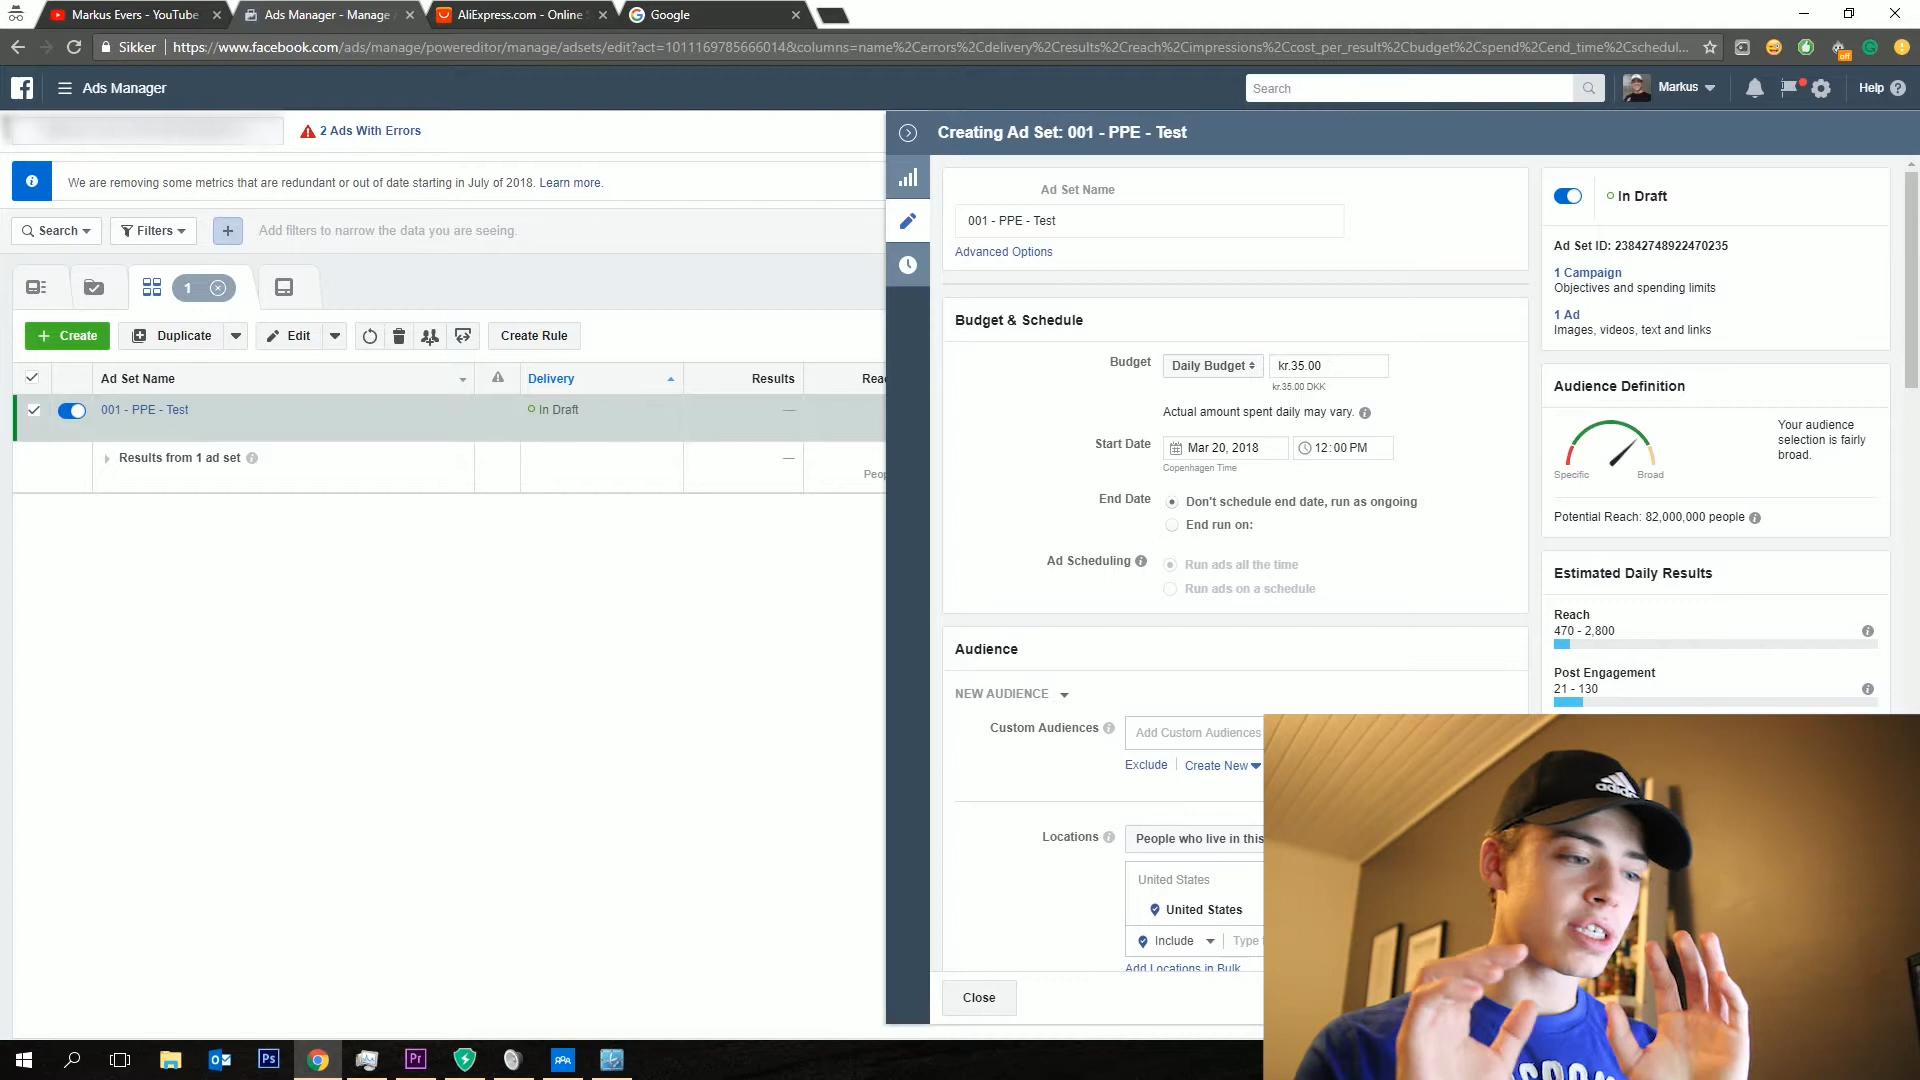 Markus Evers - YouTube
Ads Manager - Manage
AliExpress.com - Online
Google
Sikker
https://www.facebook.com/ads/manage/powereditor/manage/adsets/edit?act=1011169785666014&columns=name%2Cerrors%2Cdelivery%2Cresults%2Creach%2Cimpressions%2Ccost_per_result%2Cbudget%2Cspend%2Cend_time%2Cschedul...
off
Ads Manager
Search
Markus
Help
2 Ads With Errors
Creating Ad Set: 001 - PPE - Test
We are removing some metrics that are redundant or out of date starting in July of 2018. Learn more.
Search
Filters
Add filters to narrow the data you are seeing.
1
Create
Duplicate
Edit
Create Rule
Ad Set Name
Delivery
Results
Reac
001 - PPE - Test
In Draft
—
Results from 1 ad set
—
Peop
Ad Set Name
001 - PPE - Test
Advanced Options
Budget & Schedule
Budget
Daily Budget
kr.35.00
kr.35.00 DKK
Actual amount spent daily may vary.
Start Date
Mar 20, 2018
12:00 PM
Copenhagen Time
End Date
Don't schedule end date, run as ongoing
End run on:
Ad Scheduling
Run ads all the time
Run ads on a schedule
Audience
NEW AUDIENCE
Custom Audiences
Add Custom Audiences
Exclude
Create New
Locations
People who live in this
United States
United States
Include
Type t
Add Locations in Bulk
Close
In Draft
Ad Set ID: 23842748922470235
1 Campaign
Objectives and spending limits
1 Ad
Images, videos, text and links
Audience Definition
Your audience
selection is fairly
broad.
Specific
Broad
Potential Reach: 82,000,000 people
Estimated Daily Results
Reach
470 - 2,800
Post Engagement
21 - 130
adidas
Ps
Pr